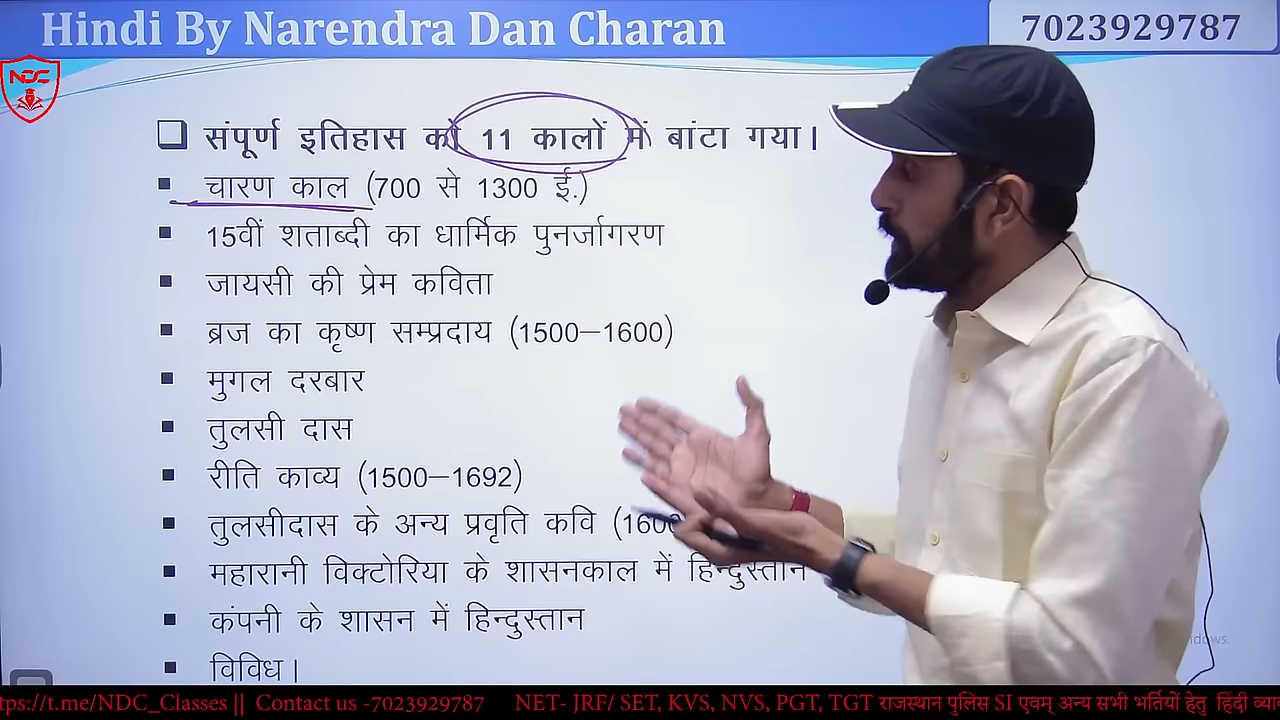 Hindi By Narendra Dan Charan
7023929787
NDC
संपूर्ण इतिहास को 11 कालों में बांटा गया।
चारण काल (700 से 1300 ई.)
15वीं शताब्दी का धार्मिक पुनर्जागरण
जायसी की प्रेम कविता
ब्रज का कृष्ण सम्प्रदाय (1500–1600)
मुगल दरबार
तुलसी दास
रीति काव्य (1500–1692)
तुलसीदास के अन्य प्रवृति कवि (1600
महारानी विक्टोरिया के शासनकाल में हिन्दुस्तान
कंपनी के शासन में हिन्दुस्तान
विविध।
ttps://t.me/NDC_Classes || Contact us -7023929787 NET- JRF/ SET, KVS, NVS, PGT, TGT राजस्थान पुलिस SI एवम् अन्य सभी भर्तियों हेतु हिंदी